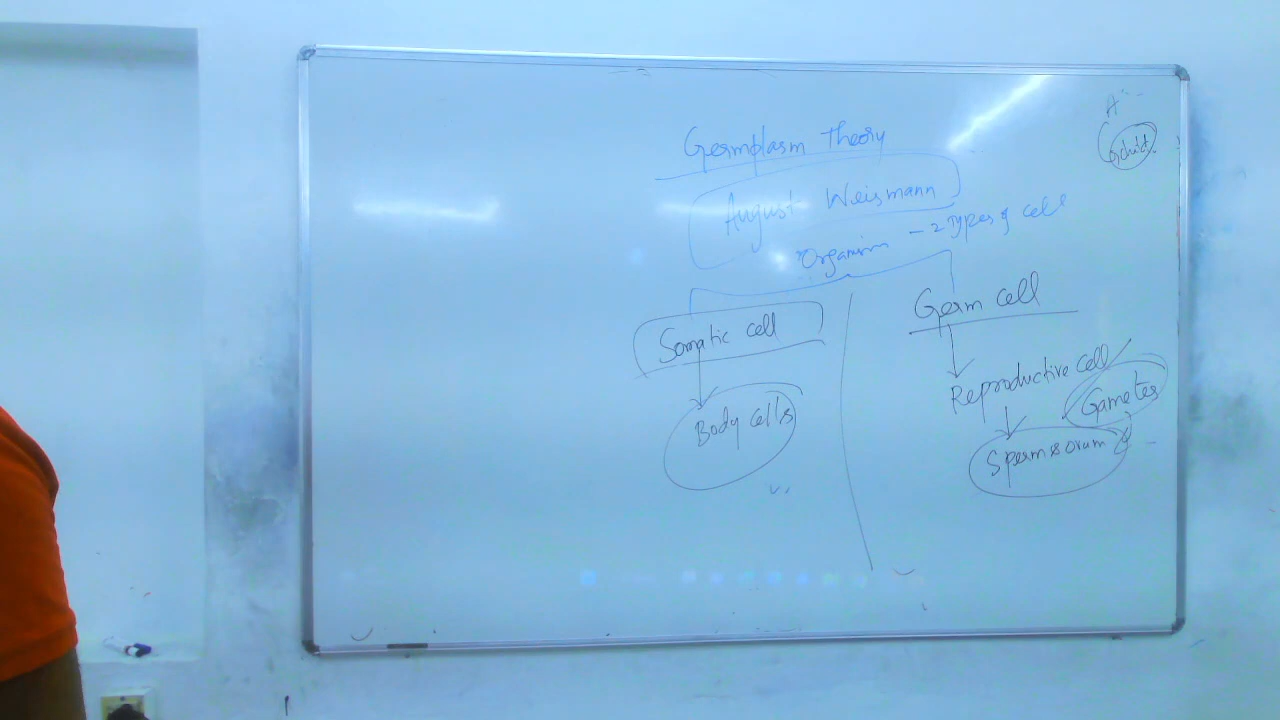 Germplasm Theory
August Weismann
Organism - 2 Types of cell
Somatic cell
Body cells
Germ cell
Reproductive cell
Gametes
Sperm & ovum